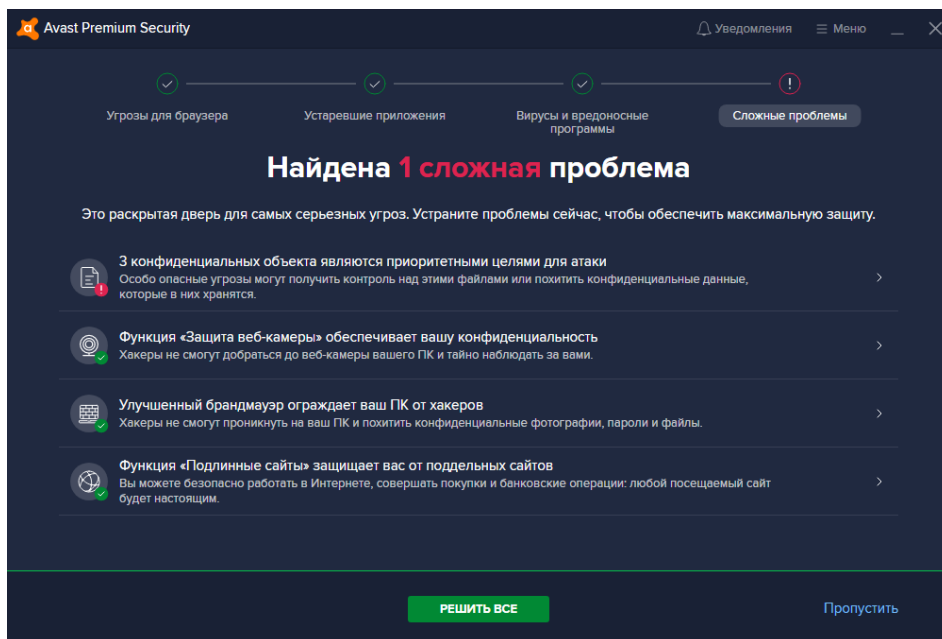 Avast Premium Security
Уведомления
Меню
Угрозы для браузера
Устаревшие приложения
Вирусы и вредоносные
программы
Сложные проблемы
Найдена 1 сложная проблема
Это раскрытая дверь для самых серьезных угроз. Устраните проблемы сейчас, чтобы обеспечить максимальную защиту.
3 конфиденциальных объекта являются приоритетными целями для атаки
Особо опасные угрозы могут получить контроль над этими файлами или похитить конфиденциальные данные,
которые в них хранятся.
Функция «Защита веб-камеры» обеспечивает вашу конфиденциальность
Хакеры не смогут добраться до веб-камеры вашего ПК и тайно наблюдать за вами.
Улучшенный брандмауэр ограждает ваш ПК от хакеров
Хакеры не смогут проникнуть на ваш ПК и похитить конфиденциальные фотографии, пароли и файлы.
Функция «Подлинные сайты» защищает вас от поддельных сайтов
Вы можете безопасно работать в Интернете, совершать покупки и банковские операции: любой посещаемый сайт
будет настоящим.
РЕШИТЬ ВСЕ
Пропустить